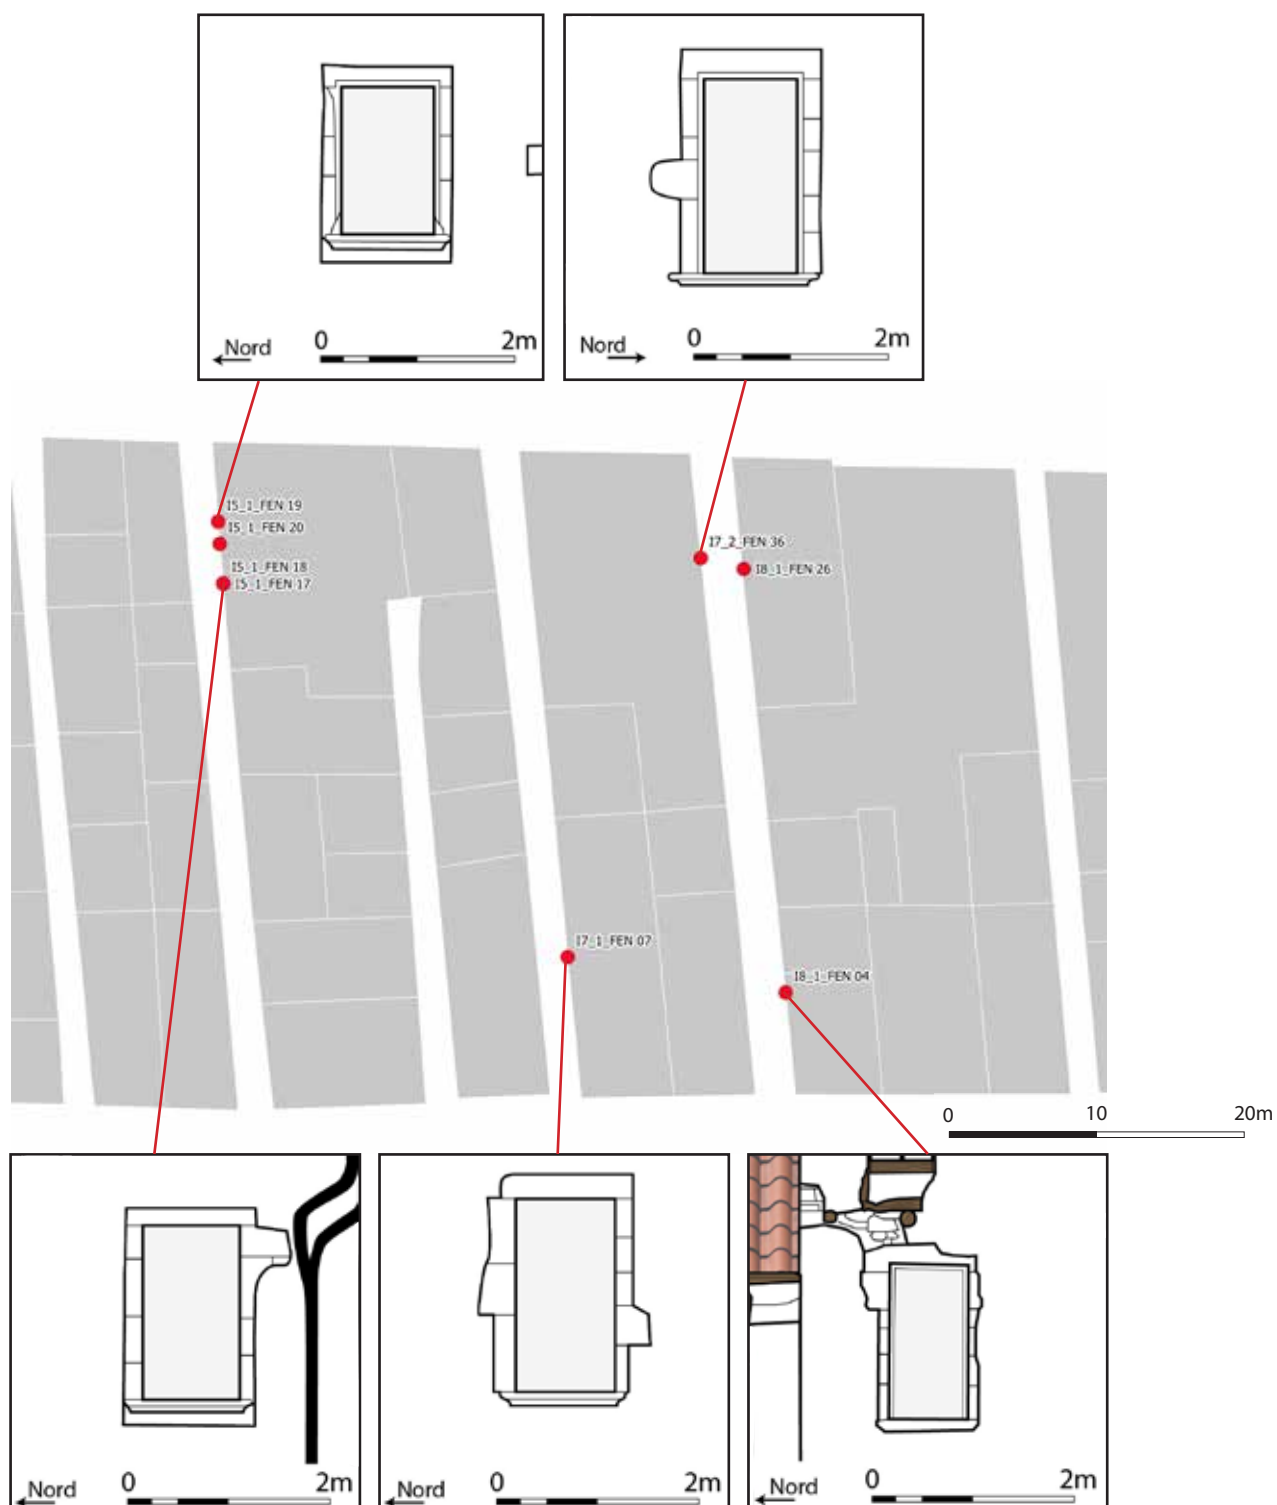 Nord
0 2m
Nord
0 2m
I5_1_FEN 19
I5_1_FEN 20
I5_1_FEN 18
I5_1_FEN 17
I7_2_FEN 36
I8_1_FEN 26
I7_1_FEN 07
I8_1_FEN 04
0 10 20m
Nord
0 2m
Nord
0 2m
Nord
0 2m